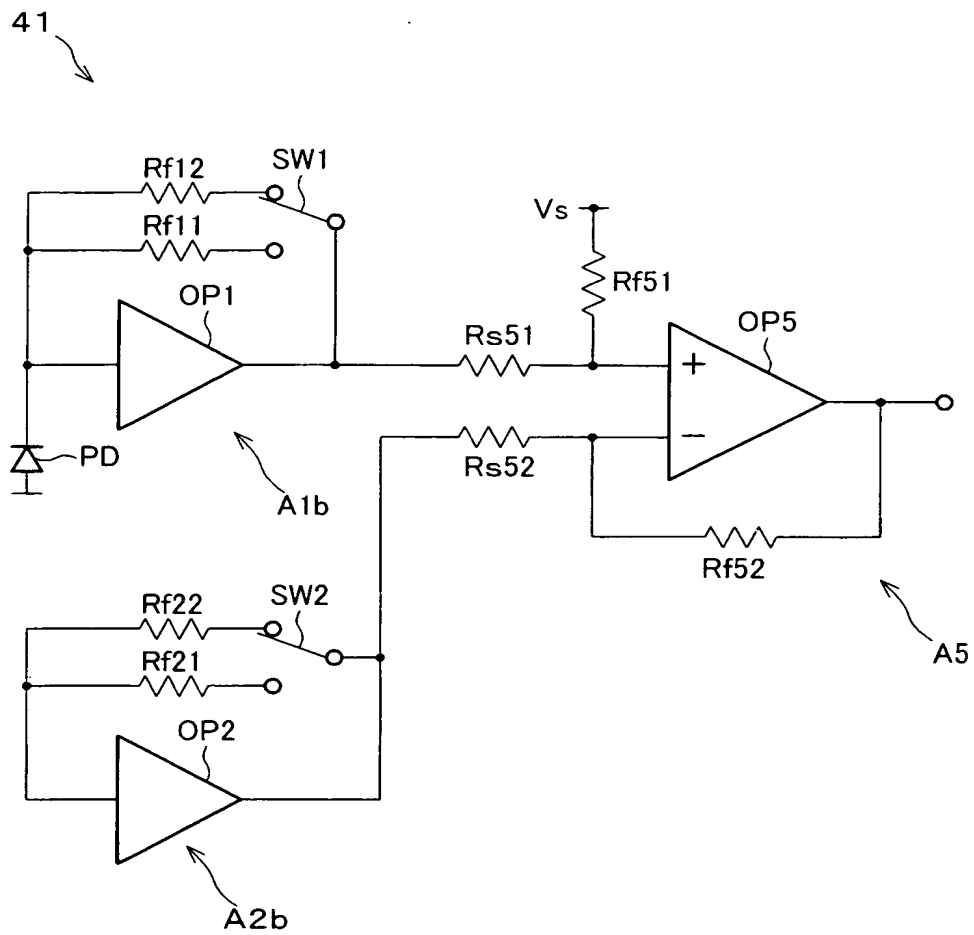 41
Rf12
SW1
Rf11
Vs
Rf51
OP1
OP5
Rs51
+
−
PD
Rs52
A1b
Rf52
Rf22
SW2
Rf21
A5
OP2
A2b